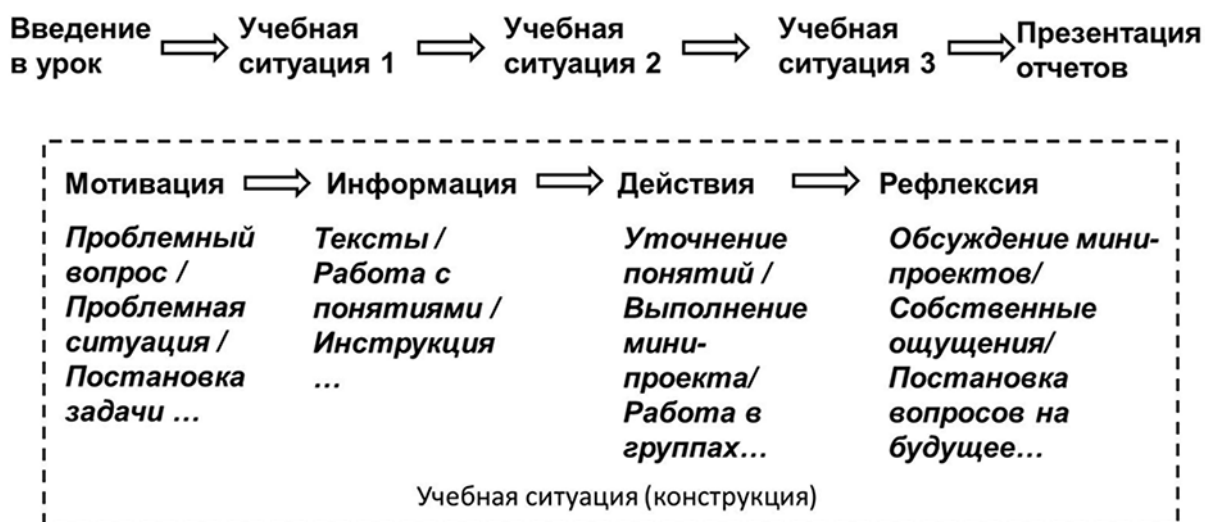 Введение
в урок
Учебная
ситуация 1
Учебная
ситуация 2
Учебная
ситуация 3
Презентация
отчетов
Мотивация
Проблемный
вопрос /
Проблемная
ситуация /
Постановка
задачи ...
Информация
Тексты /
Работа с
понятиями /
Инструкция
...
Действия
Уточнение
понятий /
Выполнение
мини-
проекта/
Работа в
группах...
Рефлексия
Обсуждение мини-
проектов/
Собственные
ощущения/
Постановка
вопросов на
будущее...
Учебная ситуация (конструкция)